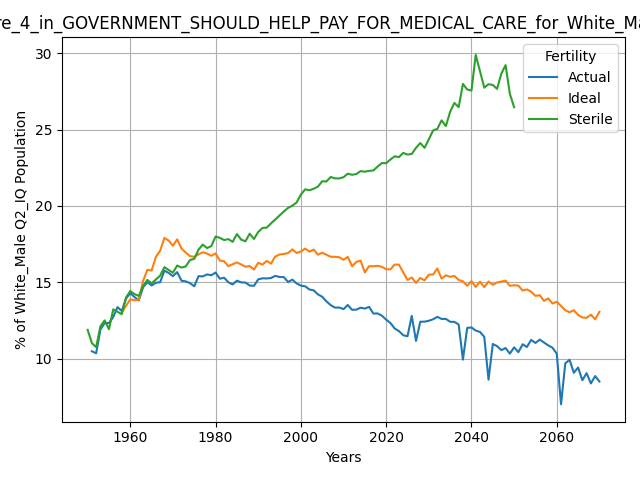 re_4_in_GOVERNMENT_SHOULD_HELP_PAY_FOR_MEDICAL_CARE_for_White_Ma
Fertility
Actual
Ideal
Sterile
% of White_Male Q2_IQ Population
30
25
20
15
10
1960
1980
2000
2020
2040
2060
Years